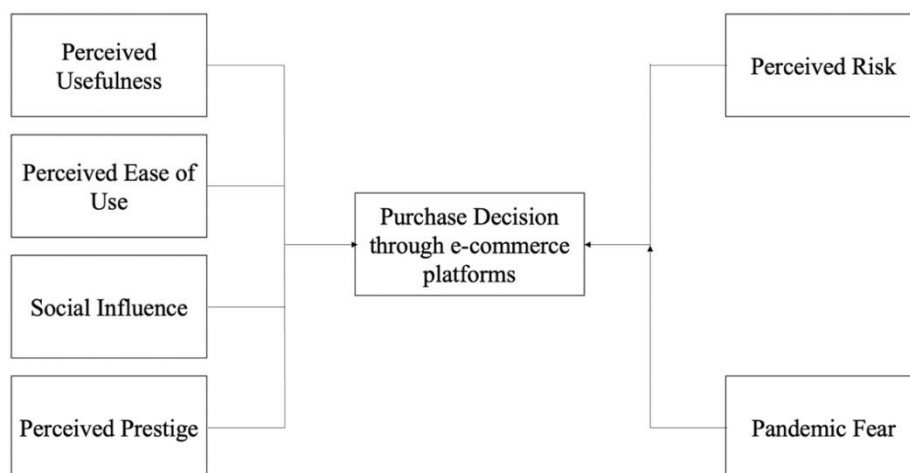 Perceived
Usefulness
Perceived Ease of
Use
Social Influence
Perceived Prestige
Purchase Decision
through e-commerce
platforms
Perceived Risk
Pandemic Fear